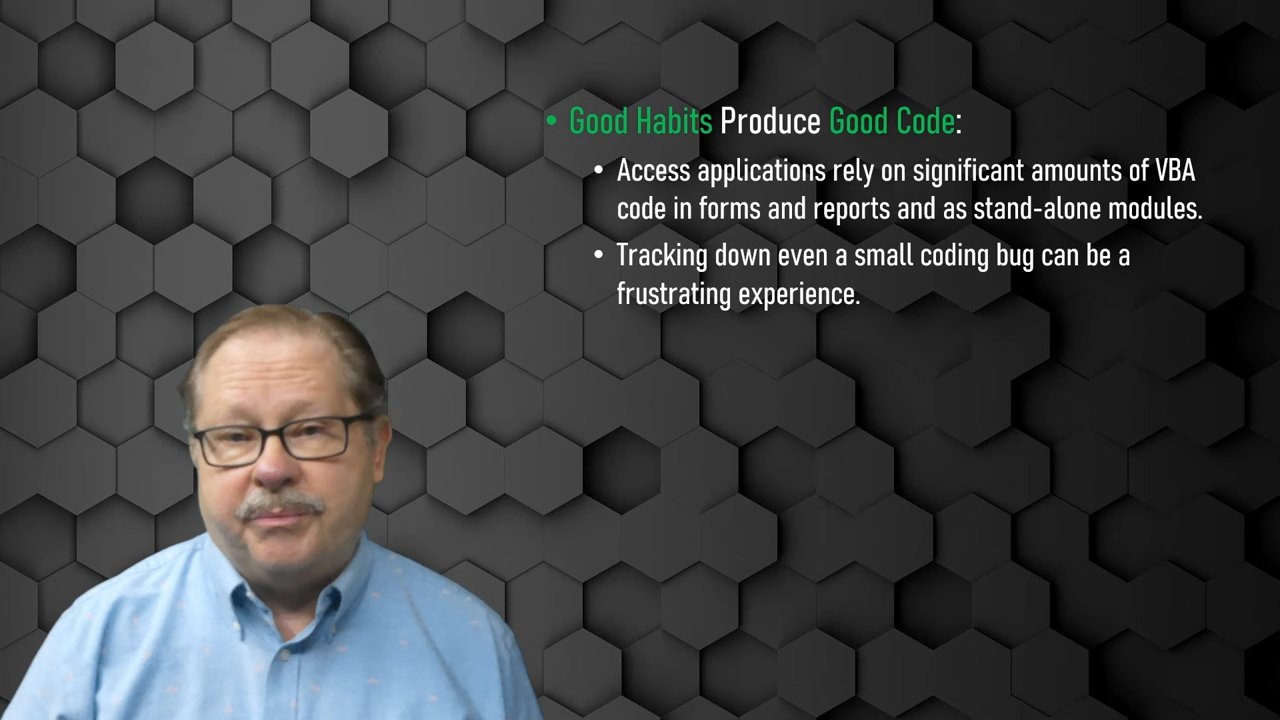 • Good Habits Produce Good Code:
• Access applications rely on significant amounts of VBA
code in forms and reports and as stand-alone modules.
• Tracking down even a small coding bug can be a
frustrating experience.